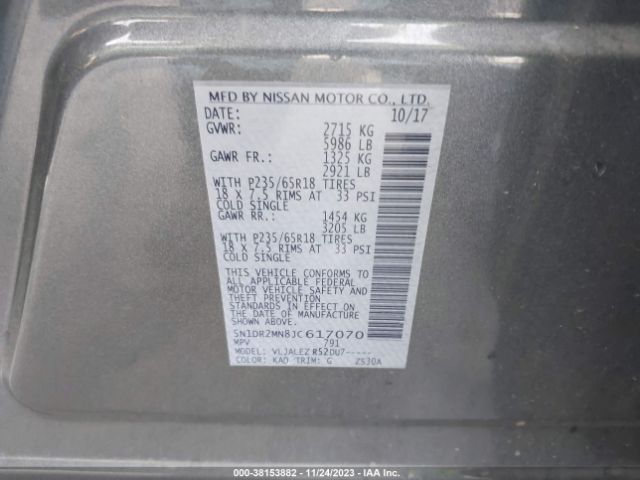 MFD BY NISSAN MOTOR CO., LTD.
DATE: 10/17
GVWR: 2715 KG
5986 LB
GAWR FR.: 1325 KG
2921 LB
WITH P235/65R18 TIRES
18 X 7.5 RIMS AT 33 PSI
COLD SINGLE
GAWR RR.: 1454 KG
3205 LB
WITH P235/65R18 TIRES
18 X 7.5 RIMS AT 33 PSI
COLD SINGLE
THIS VEHICLE CONFORMS TO
ALL APPLICABLE FEDERAL
MOTOR VEHICLE SAFETY AND
THEFT PREVENTION
STANDARDS IN EFFECT ON
THE DATE OF MANUFACTURE
SHOWN ABOVE.
5N1DR2MN8JC617070
MPV 791
MODEL: VLJALEZ R52DU7-----
COLOR: KAD TRIM: G ZS30A
000-38153882 - 11/24/2023 - IAA Inc.